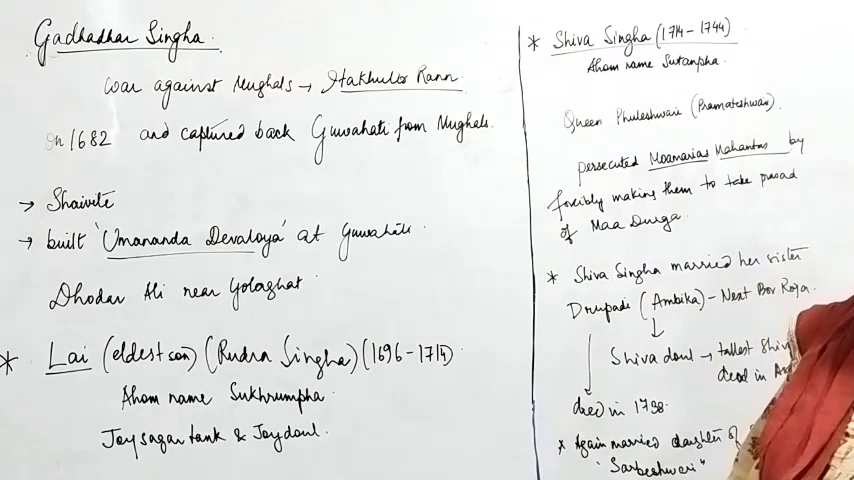 Gadhadhar Singha.
War against Mughals → Itakhulir Rann
on 1682 and captured back Guwahati from Mughals.
→ Shaivite
→ built 'Umananda Devaloya' at Guwahati.
Dhodar Ali near Golaghat
* Lai (eldest son) (Rudra Singha) (1696-1714)
Ahom name Sukhrumpha.
Joysagar tank & Joydoul.
* Shiva Singha (1714-1744)
Ahom name Sutanpha.
Queen Phuleshwari (Pramateshwari).
persecuted Moamarias Mahantas by
forcibly making them to take prasad
of Maa Durga.
* Shiva Singha married her sister
Drupadi (Ambika) - Next Bor Roja.
↓
Shiva doul → tallest
died in 1738.
* Again married daughter of
"Sarbeshwari"